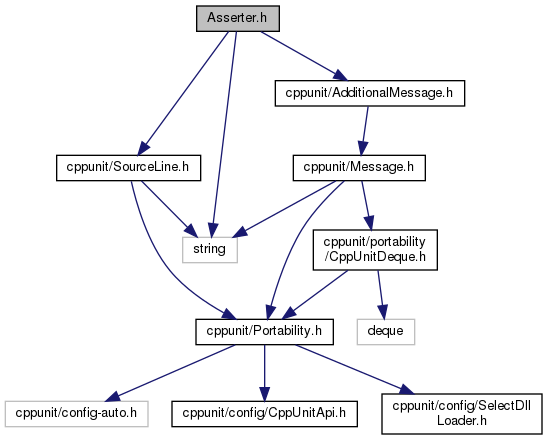 Asserter.h
cppunit/AdditionalMessage.h
cppunit/SourceLine.h
cppunit/Message.h
string
cppunit/portability
/CppUnitDeque.h
cppunit/Portability.h
deque
cppunit/config-auto.h
cppunit/config/CppUnitApi.h
cppunit/config/SelectDll
Loader.h